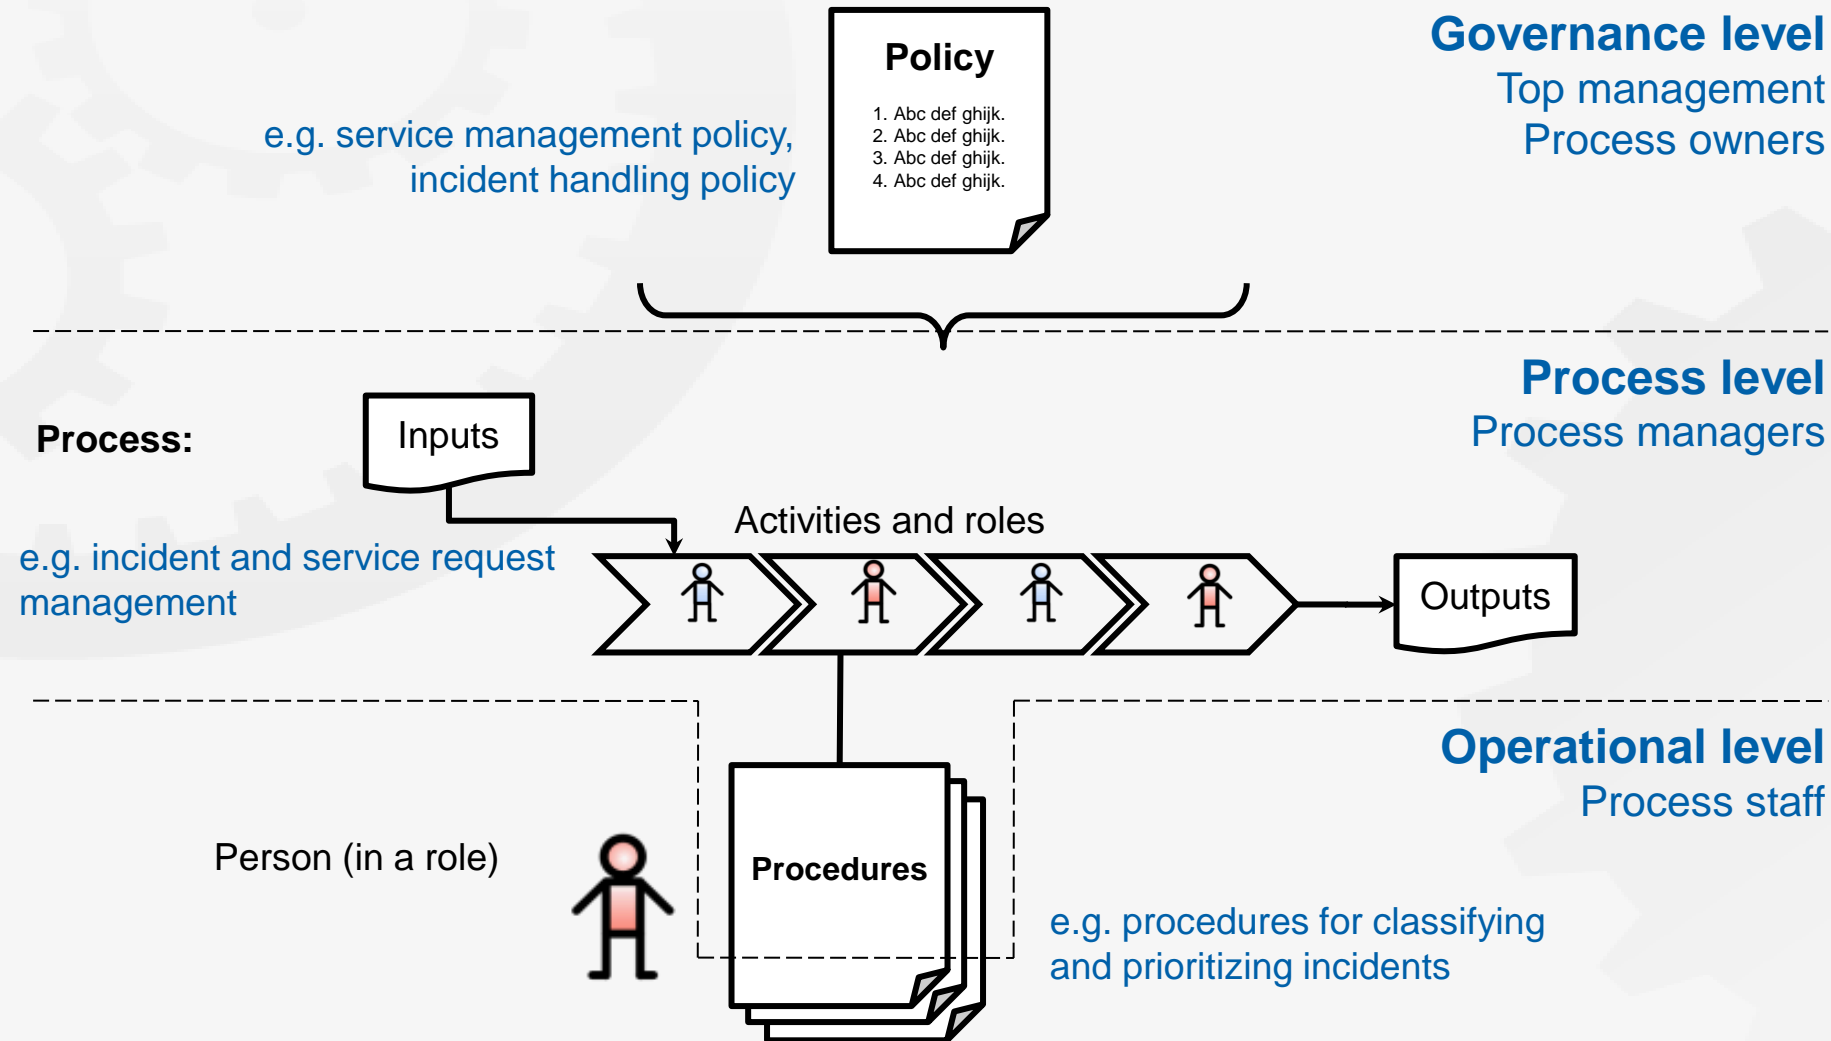 Policy
1. Abc def ghijk.
2. Abc def ghijk.
3. Abc def ghijk.
4. Abc def ghijk.
e.g. service management policy,
incident handling policy
Governance level
Top management
Process owners
Process level
Process managers
Process:
Inputs
Activities and roles
e.g. incident and service request
management
Outputs
Operational level
Process staff
Person (in a role)
Procedures
e.g. procedures for classifying
and prioritizing incidents